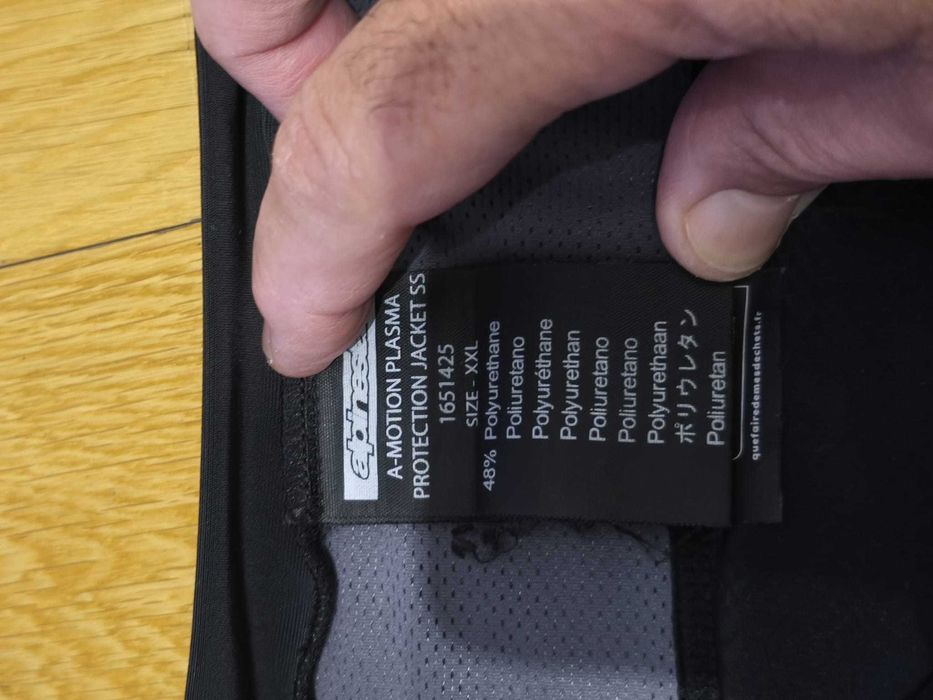 A-MOTION PLASMA
PROTECTION JACKET SS
1651425
SIZE - XXL
48% Polyurethane
Poliuretano
Polyuréthane
Polyurethan
Poliuretano
Poliuretano
Polyurethaan
ポリウレタン
Poliuretan
quefairedemesdechets.fr